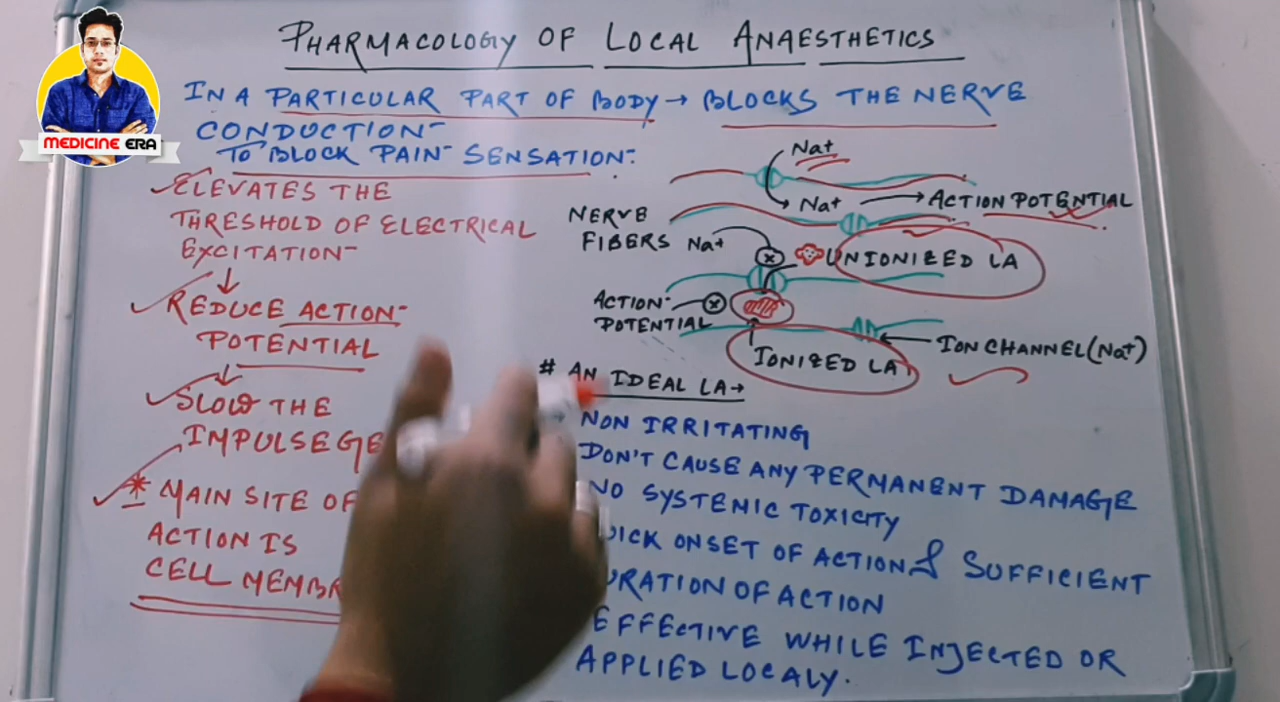 PHARMACOLOGY OF LOCAL ANAESTHETICS
MEDICINE ERA
IN A PARTICULAR PART OF BODY → BLOCKS THE NERVE
CONDUCTION
TO BLOCK PAIN SENSATION.
ELEVATES THE
THRESHOLD OF ELECTRICAL
EXCITATION
↓
REDUCE ACTION
POTENTIAL
↓
SLOW THE
IMPULSE
* MAIN SITE OF
ACTION IS
CELL
Na+
Na+ → ACTION POTENTIAL
NERVE
FIBERS
Na+
UNIONIZED LA
ACTION
POTENTIAL
IONIZED LA
ION CHANNEL (Na+)
# AN IDEAL LA →
NON IRRITATING
DON'T CAUSE ANY PERMANENT DAMAGE
NO SYSTEMIC TOXICITY
ONSET OF ACTION & SUFFICIENT
OF ACTION
EFFECTIVE WHILE INJECTED OR
APPLIED LOCALY.